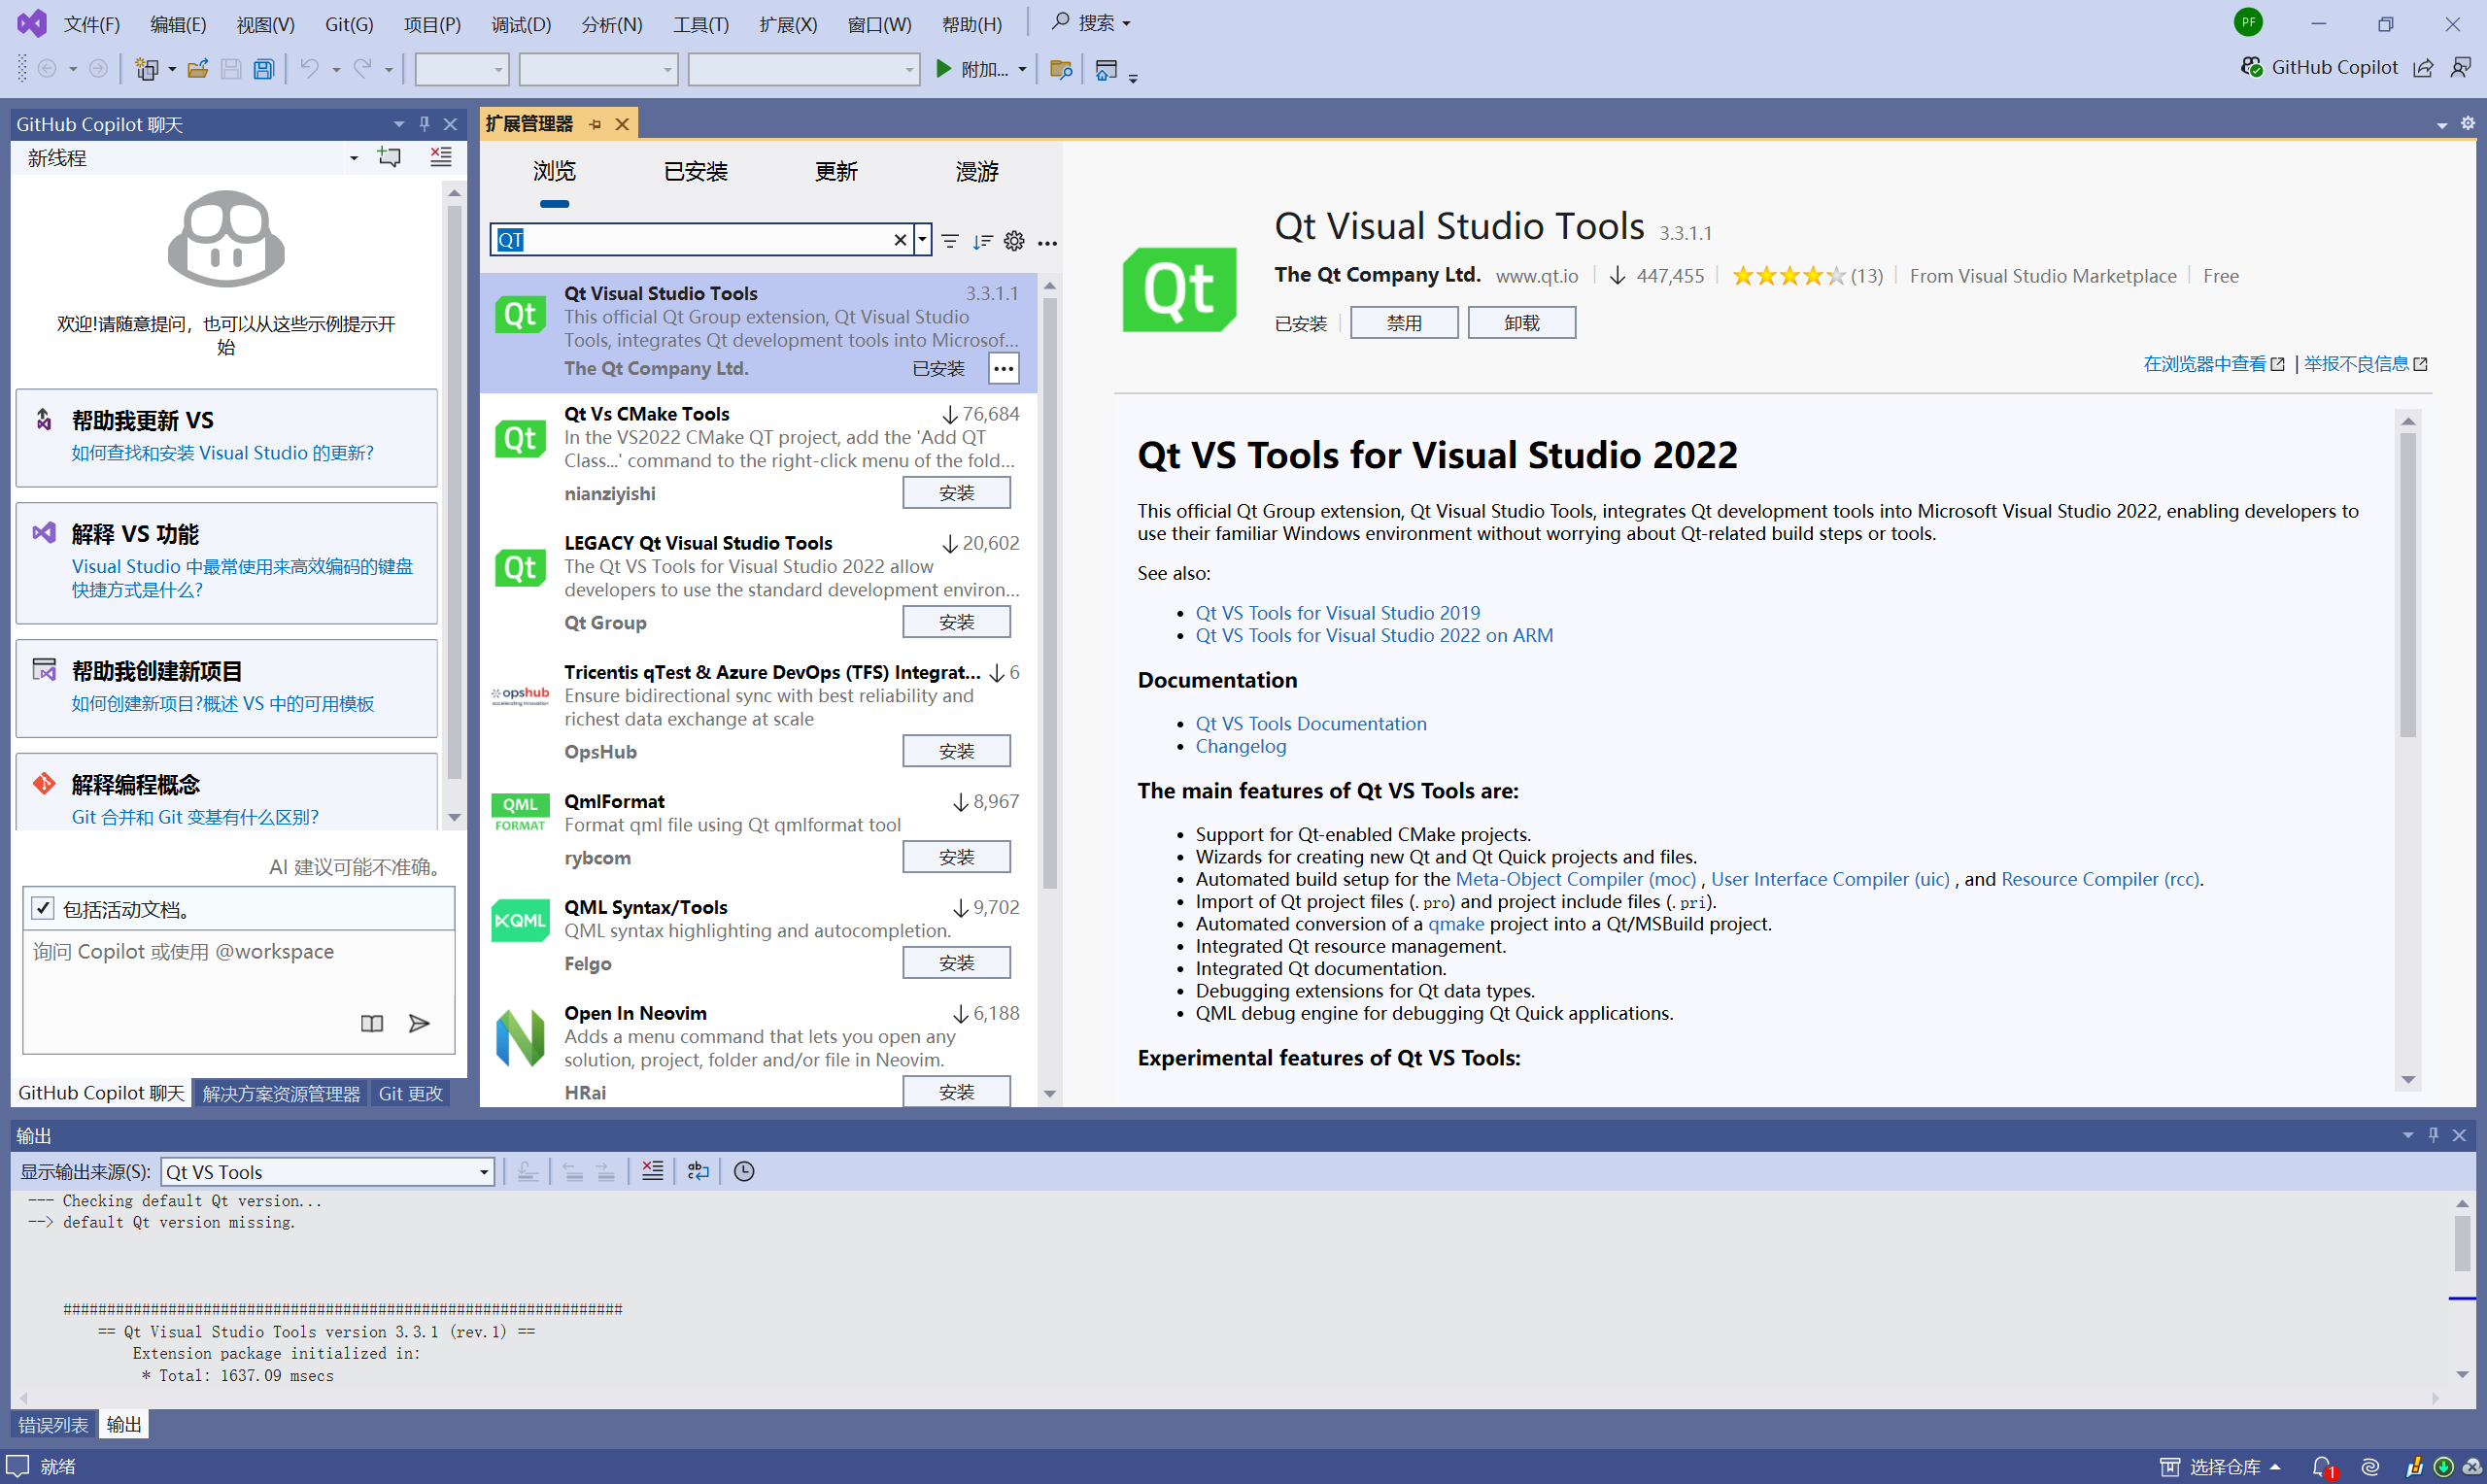 文件(F) 编辑(E) 视图(V) Git(G) 项目(P) 调试(D) 分析(N) 工具(T) 扩展(X) 窗口(W) 帮助(H) 搜索 PF
附加... GitHub Copilot
GitHub Copilot 聊天
新线程
欢迎!请随意提问，也可以从这些示例提示开
始
帮助我更新 VS
如何查找和安装 Visual Studio 的更新?
解释 VS 功能
Visual Studio 中最常使用来高效编码的键盘
快捷方式是什么?
帮助我创建新项目
如何创建新项目?概述 VS 中的可用模板
解释编程概念
Git 合并和 Git 变基有什么区别?
AI 建议可能不准确。
包括活动文档。
询问 Copilot 或使用 @workspace
GitHub Copilot 聊天 解决方案资源管理器 Git 更改
扩展管理器
浏览 已安装 更新 漫游
QT
Qt
Qt Visual Studio Tools 3.3.1.1
This official Qt Group extension, Qt Visual Studio
Tools, integrates Qt development tools into Microsof...
The Qt Company Ltd. 已安装
Qt
Qt Vs CMake Tools 76,684
In the VS2022 CMake QT project, add the 'Add QT
Class...' command to the right-click menu of the fold...
nianziyishi 安装
Qt
LEGACY Qt Visual Studio Tools 20,602
The Qt VS Tools for Visual Studio 2022 allow
developers to use the standard development environ...
Qt Group 安装
opshub
accelerating innovation
Tricentis qTest & Azure DevOps (TFS) Integrat... 6
Ensure bidirectional sync with best reliability and
richest data exchange at scale
OpsHub 安装
QML
FORMAT
QmlFormat 8,967
Format qml file using Qt qmlformat tool
rybcom 安装
QML
QML Syntax/Tools 9,702
QML syntax highlighting and autocompletion.
Felgo 安装
Open In Neovim 6,188
Adds a menu command that lets you open any
solution, project, folder and/or file in Neovim.
HRai 安装
Qt
Qt Visual Studio Tools 3.3.1.1
The Qt Company Ltd. www.qt.io 447,455 (13) From Visual Studio Marketplace Free
已安装 禁用 卸载
在浏览器中查看 | 举报不良信息
Qt VS Tools for Visual Studio 2022
This official Qt Group extension, Qt Visual Studio Tools, integrates Qt development tools into Microsoft Visual Studio 2022, enabling developers to
use their familiar Windows environment without worrying about Qt-related build steps or tools.
See also:
• Qt VS Tools for Visual Studio 2019
• Qt VS Tools for Visual Studio 2022 on ARM
Documentation
• Qt VS Tools Documentation
• Changelog
The main features of Qt VS Tools are:
• Support for Qt-enabled CMake projects.
• Wizards for creating new Qt and Qt Quick projects and files.
• Automated build setup for the Meta-Object Compiler (moc) , User Interface Compiler (uic) , and Resource Compiler (rcc).
• Import of Qt project files (.pro) and project include files (.pri).
• Automated conversion of a qmake project into a Qt/MSBuild project.
• Integrated Qt resource management.
• Integrated Qt documentation.
• Debugging extensions for Qt data types.
• QML debug engine for debugging Qt Quick applications.
Experimental features of Qt VS Tools:
输出
显示输出来源(S): Qt VS Tools
--- Checking default Qt version...
--> default Qt version missing.
################################################################
== Qt Visual Studio Tools version 3.3.1 (rev.1) ==
Extension package initialized in:
* Total: 1637.09 msecs
错误列表 输出
就绪 选择仓库 1